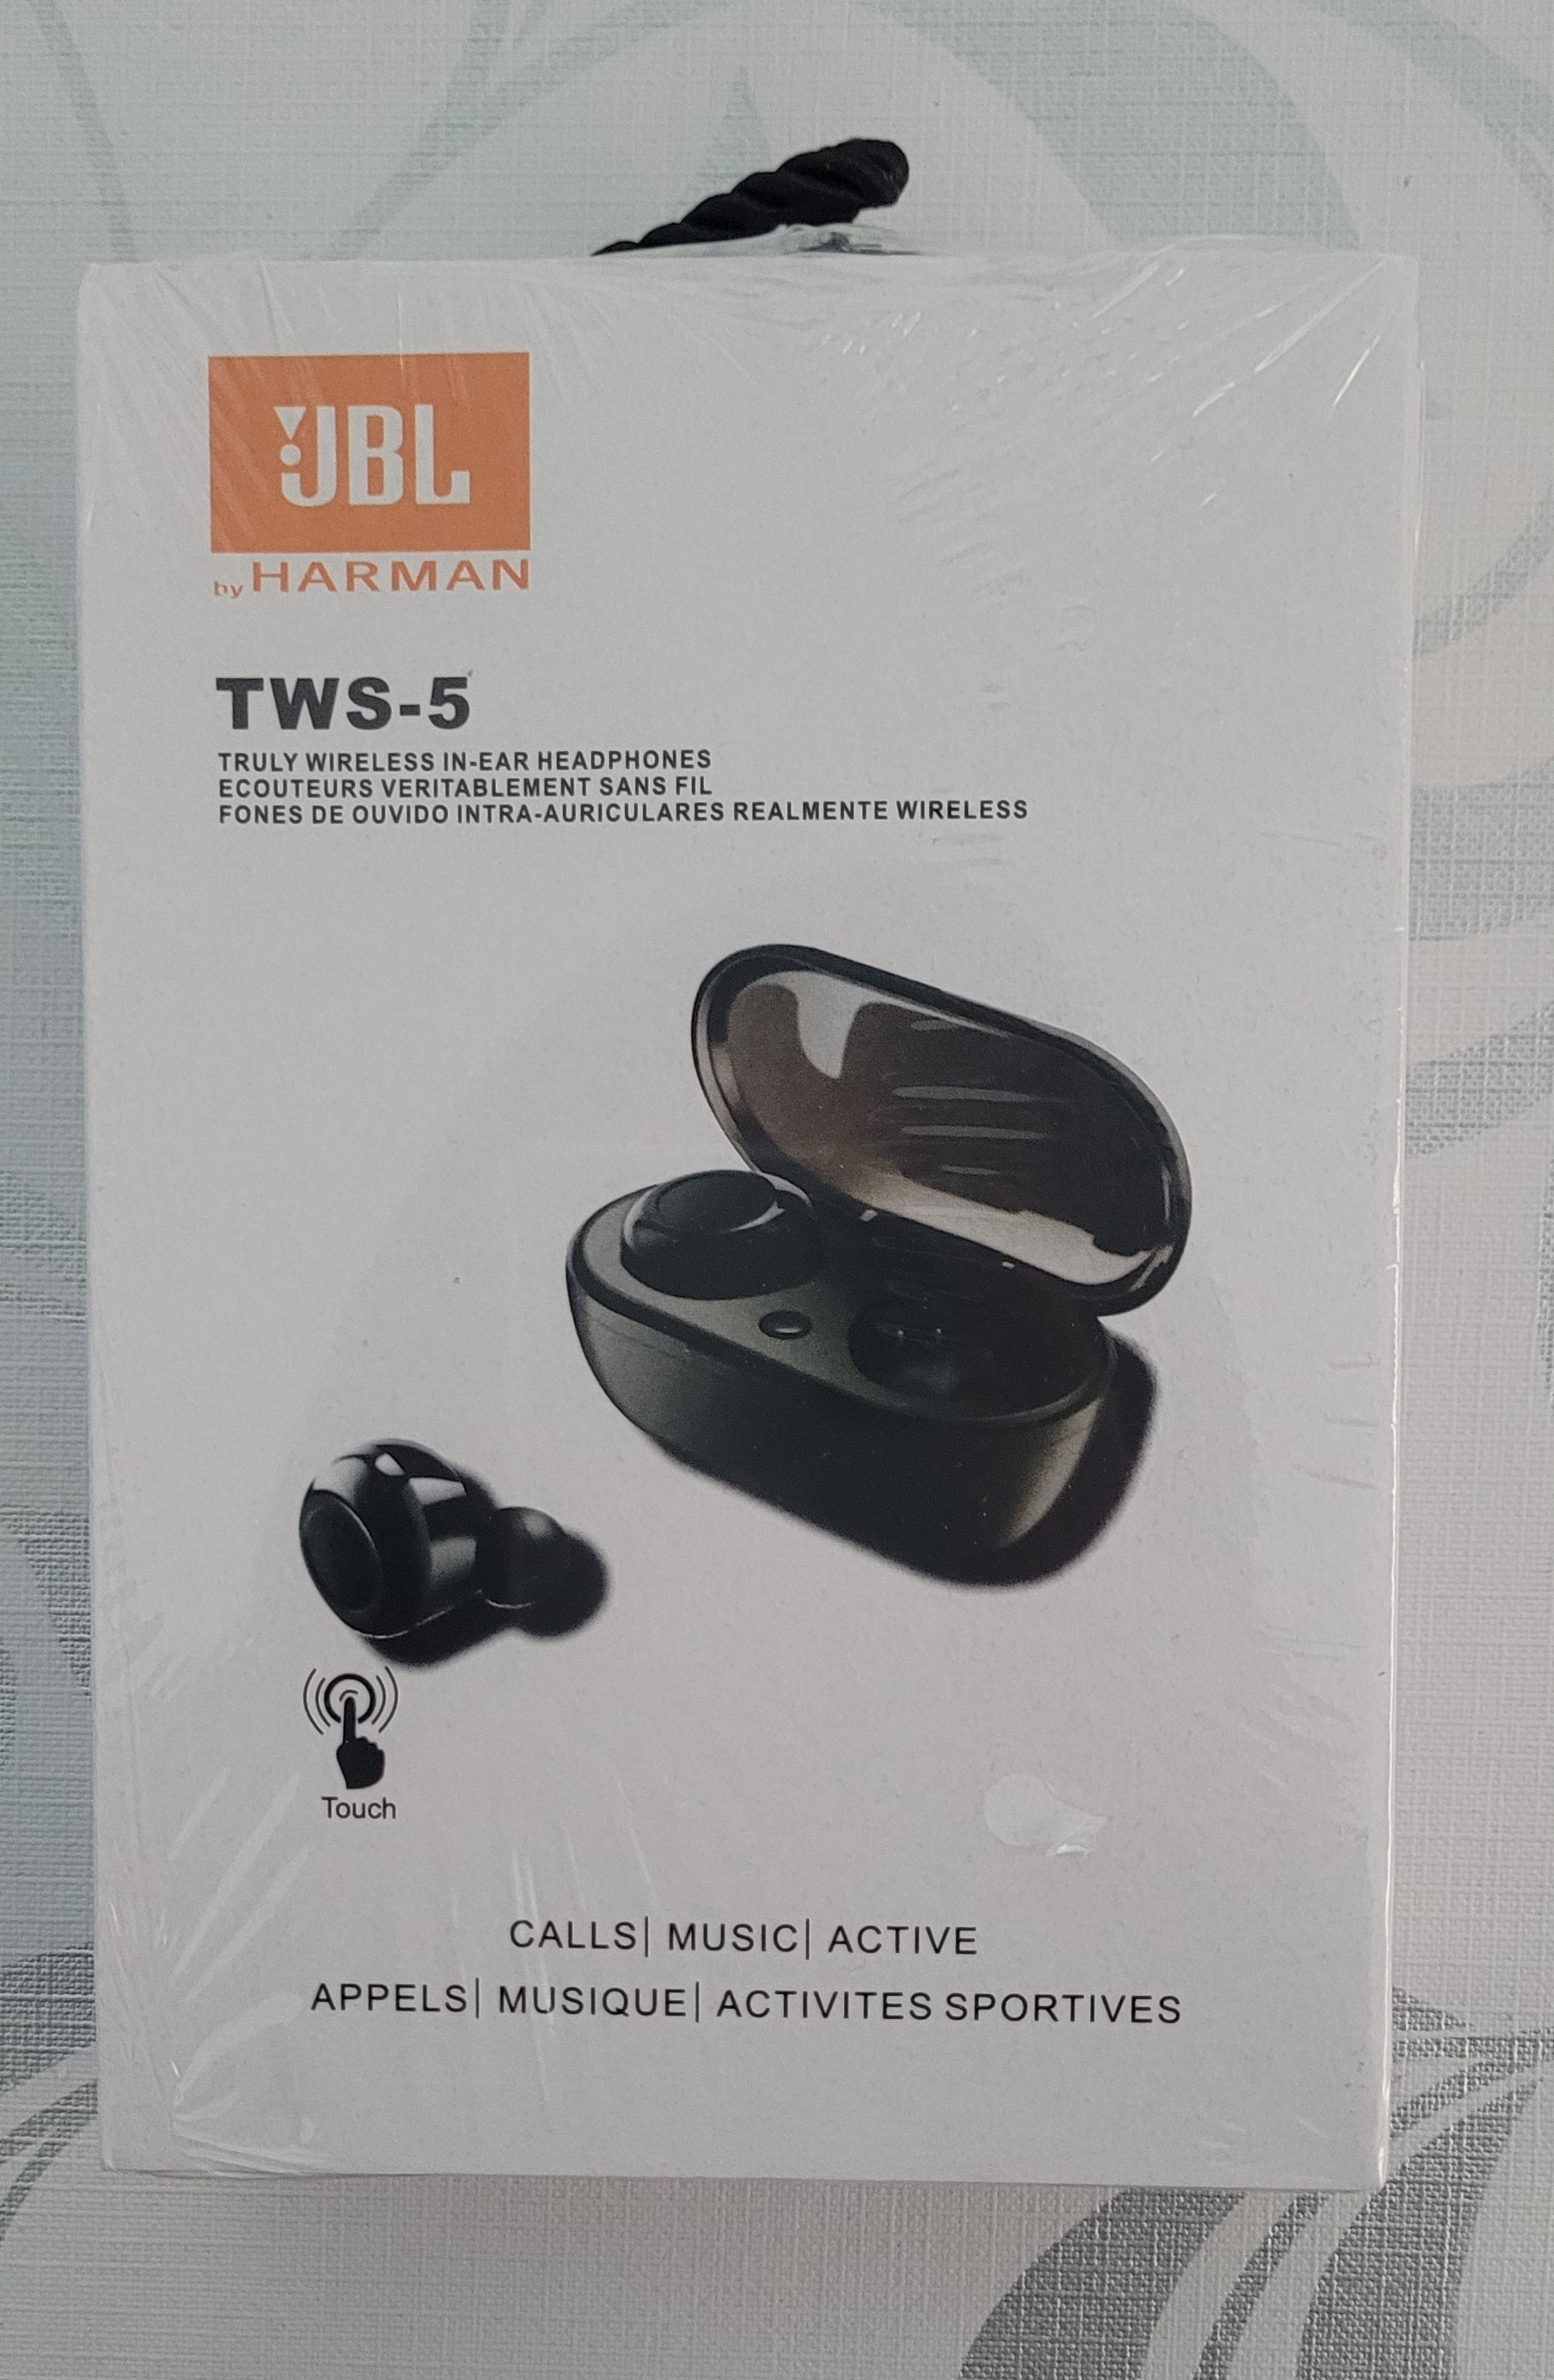 JBL
by HARMAN
TWS-5
TRULY WIRELESS IN-EAR HEADPHONES
ECOUTEURS VERITABLEMENT SANS FIL
FONES DE OUVIDO INTRA-AURICULARES REALMENTE WIRELESS
Touch
CALLS| MUSIC| ACTIVE
APPELS| MUSIQUE| ACTIVITES SPORTIVES